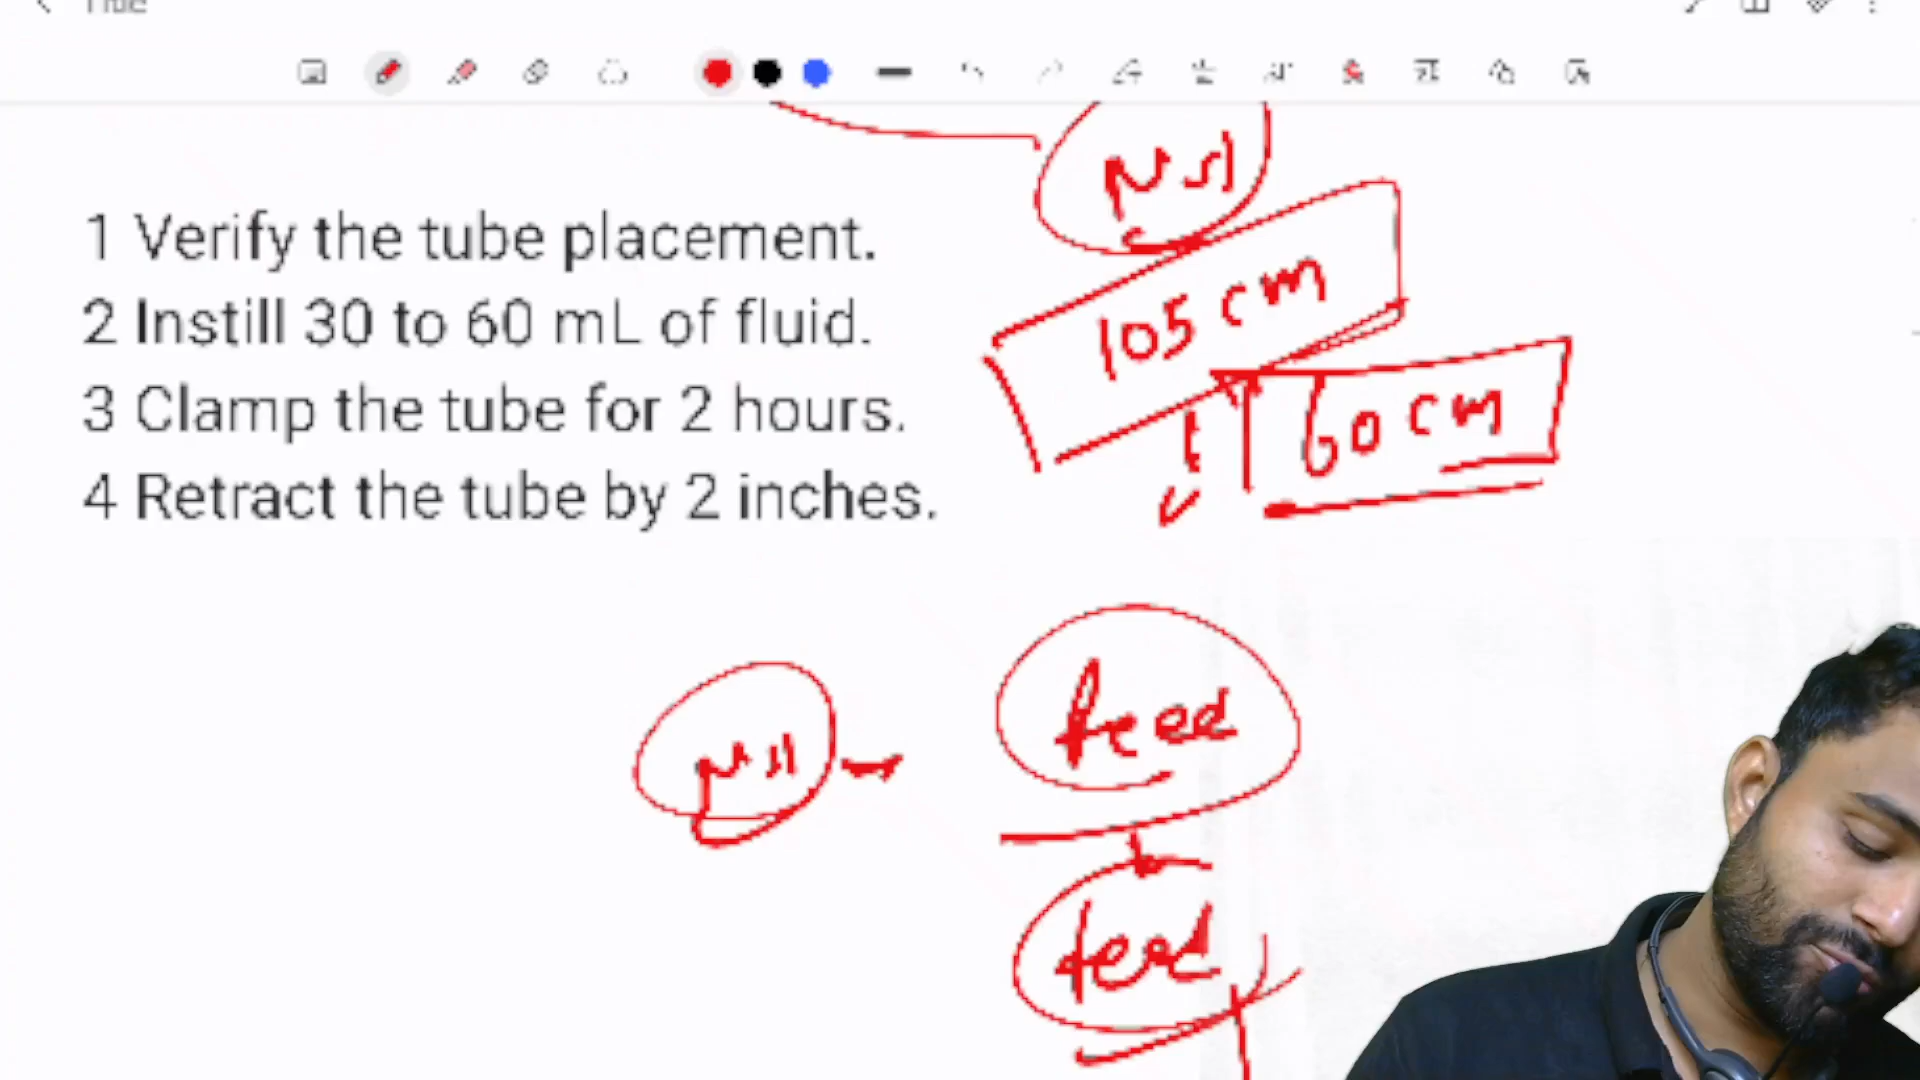 Title
1 Verify the tube placement.
2 Instill 30 to 60 mL of fluid.
3 Clamp the tube for 2 hours.
4 Retract the tube by 2 inches.
105 cm
60 cm
feed
feed